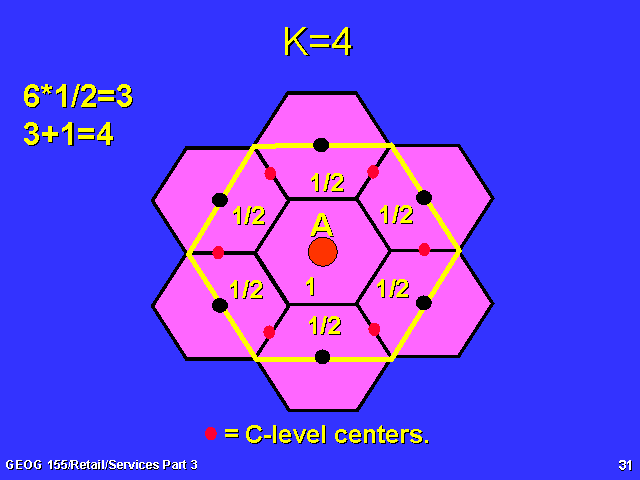 K=4
6*1/2=3
3+1=4
1/2
1/2
1/2
A
1/2
1
1/2
1/2
= C-level centers.
GEOG 155/Retail/Services Part 3
31